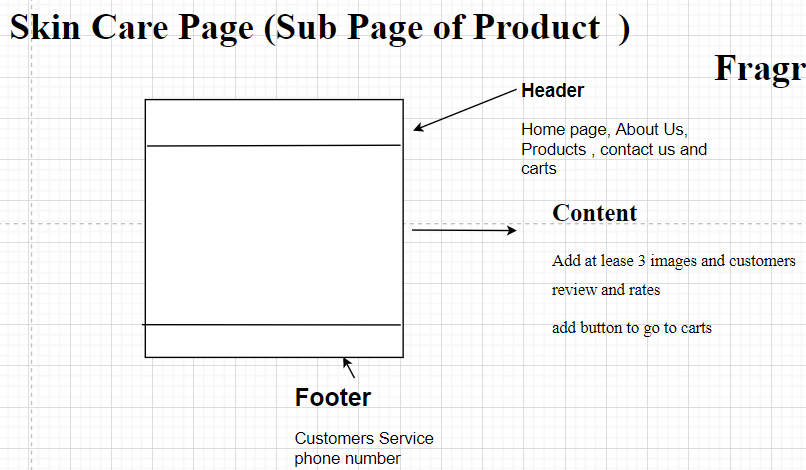 Skin Care Page (Sub Page of Product  )
Fragr
Header
Home page, About Us,
Products , contact us and
carts
Content
Add at lease 3 images and customers
review and rates
add button to go to carts
Footer
Customers Service
phone number